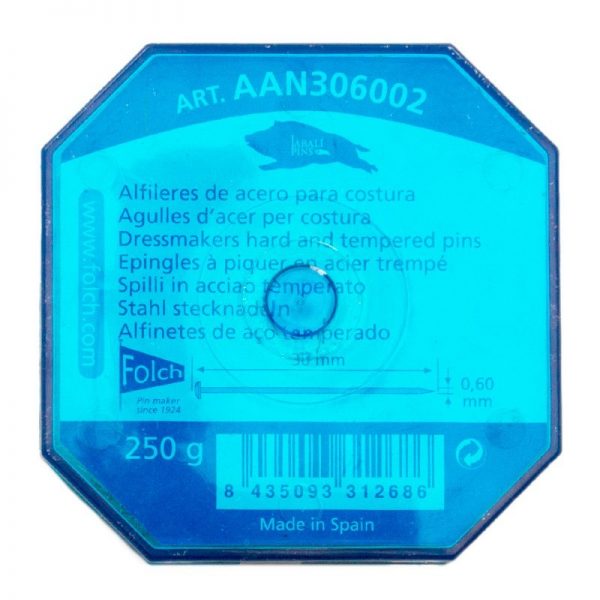 ART. AAN306002
JABALI
PINS
www.folch.com
Alfileres de acero para costura
Agulles d'acer per costura
Dressmakers hard and tempered pins
Epingles à piquer en acier trempé
Spilli in acciao temperato
Stahl stecknadeln
Alfinetes de aço temperado
30 mm
Folch
Pin maker
since 1924
0,60
mm
250 g
8 435093 312686
Made in Spain